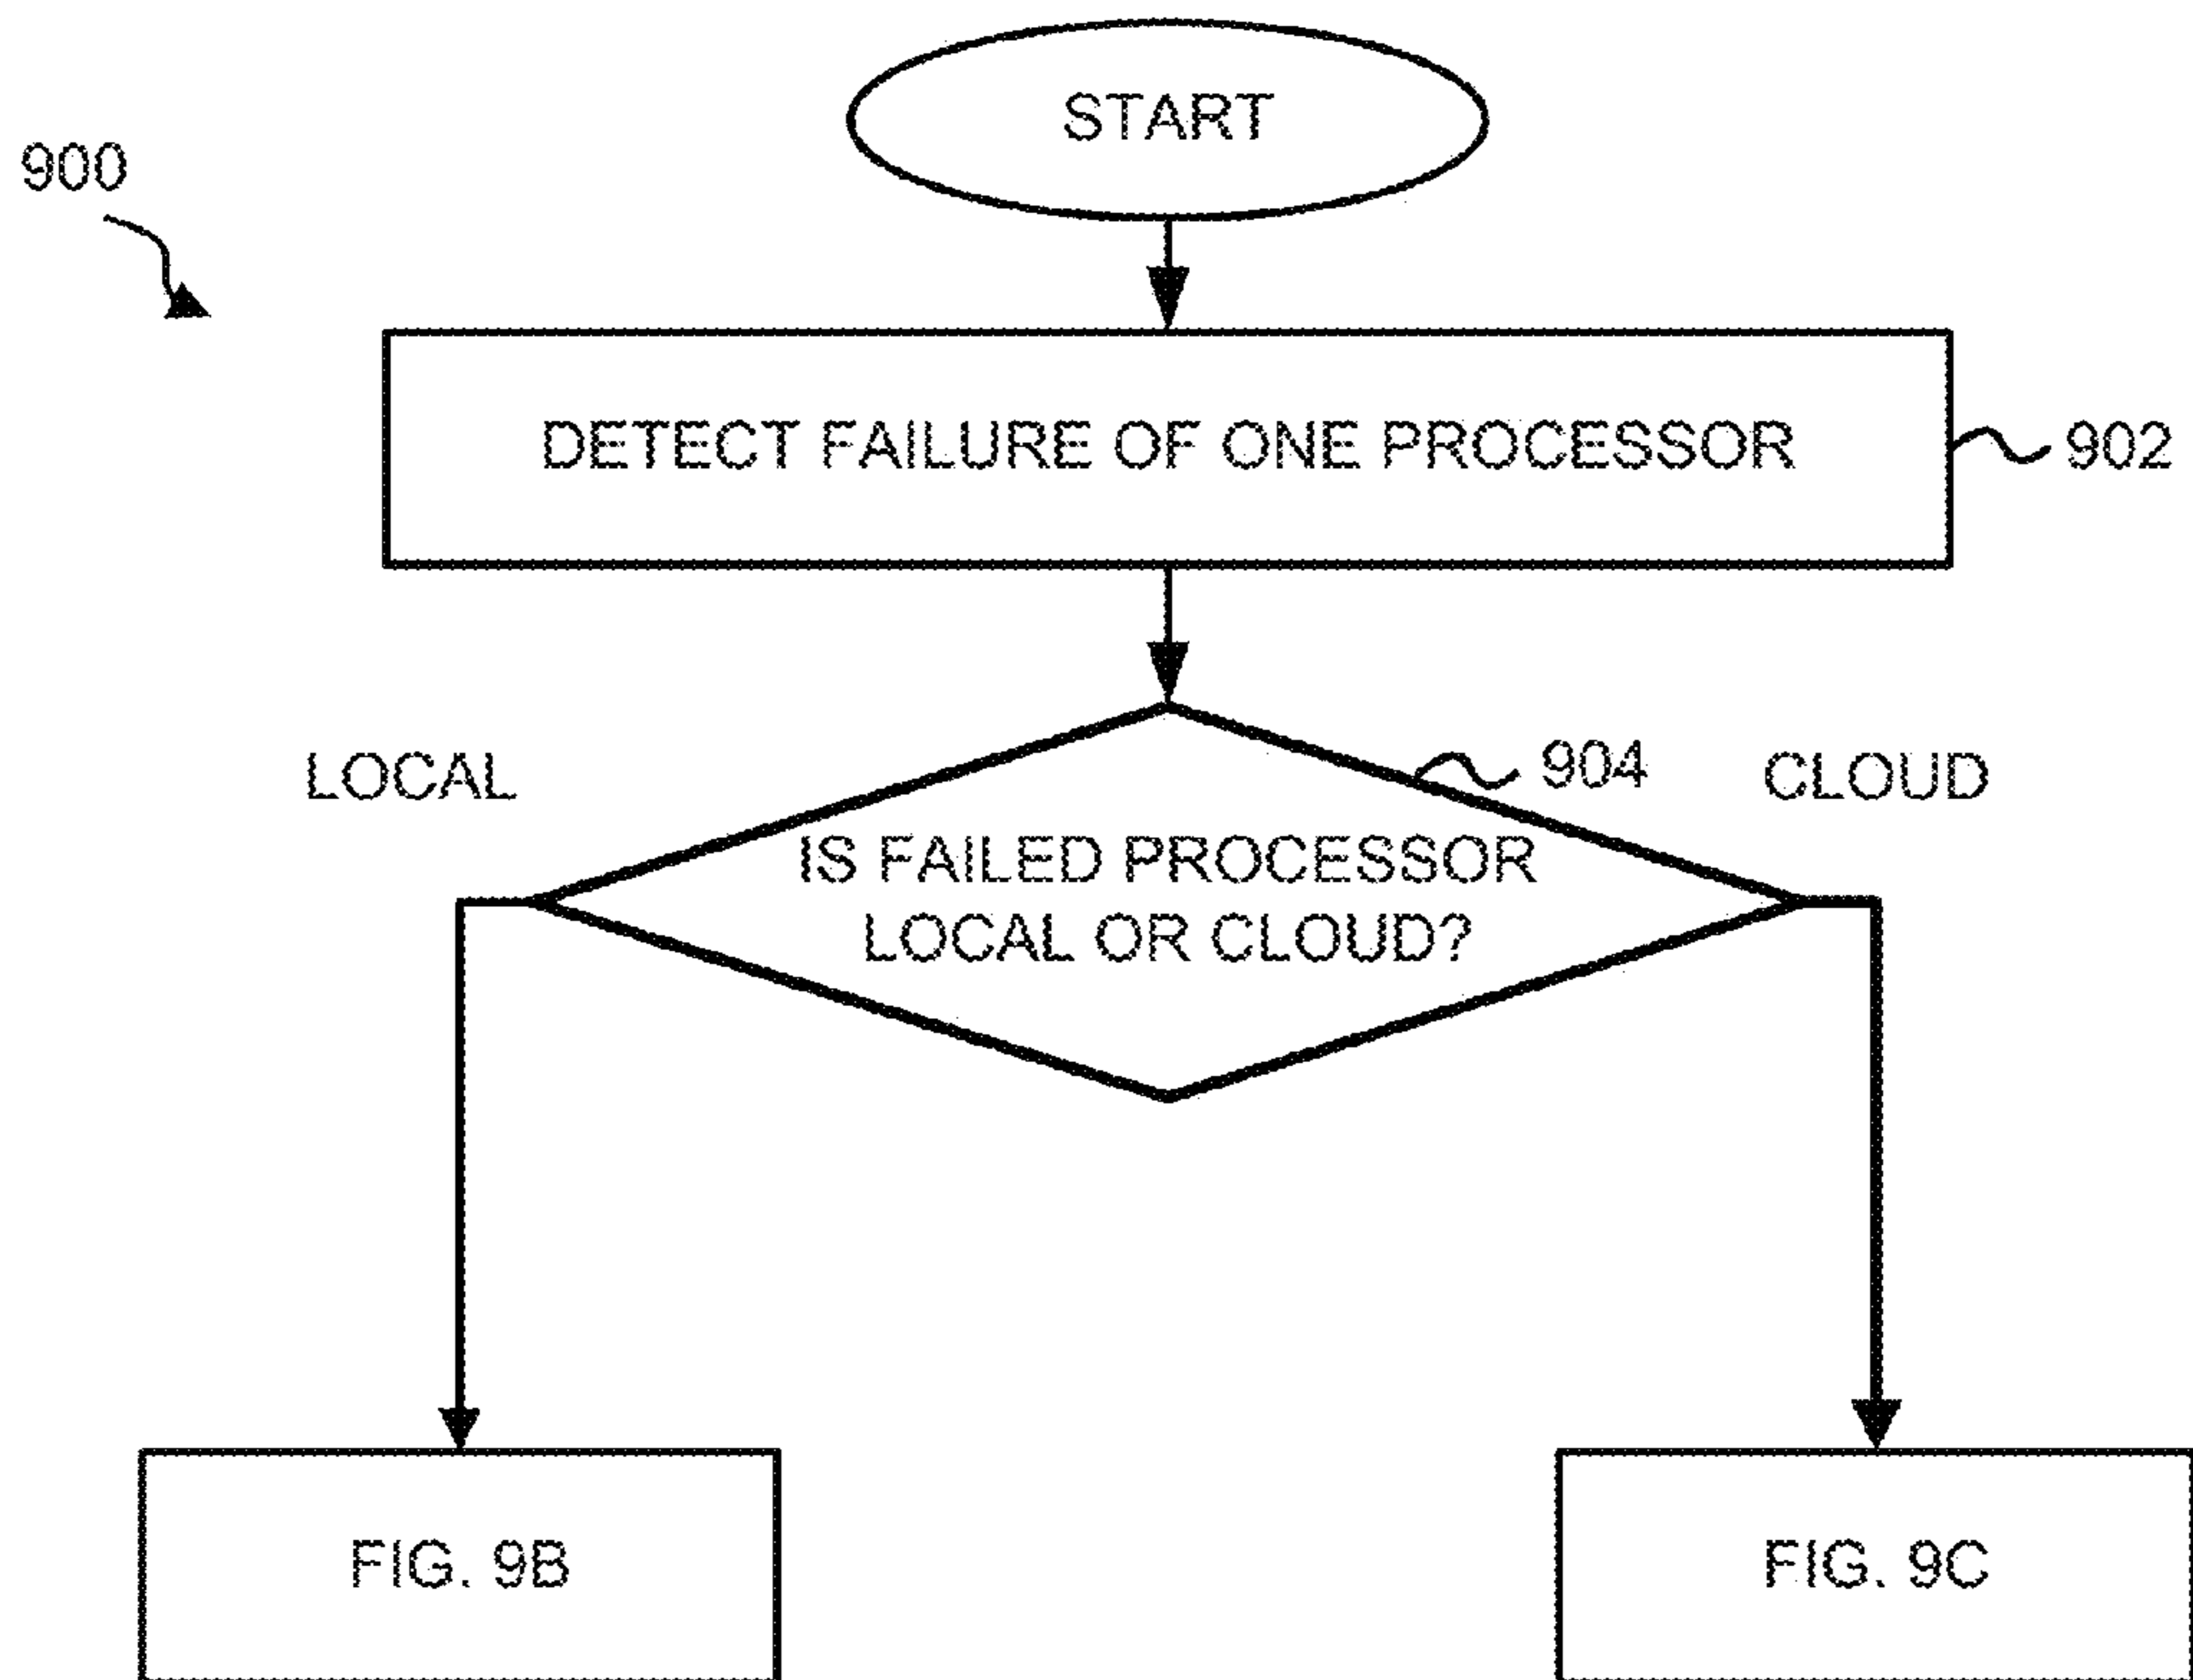 START
900
DETECT FAILURE OF ONE PROCESSOR
902
LOCAL
904
CLOUD
IS FAILED PROCESSOR
LOCAL OR CLOUD?
FIG. 9B
FIG. 9C